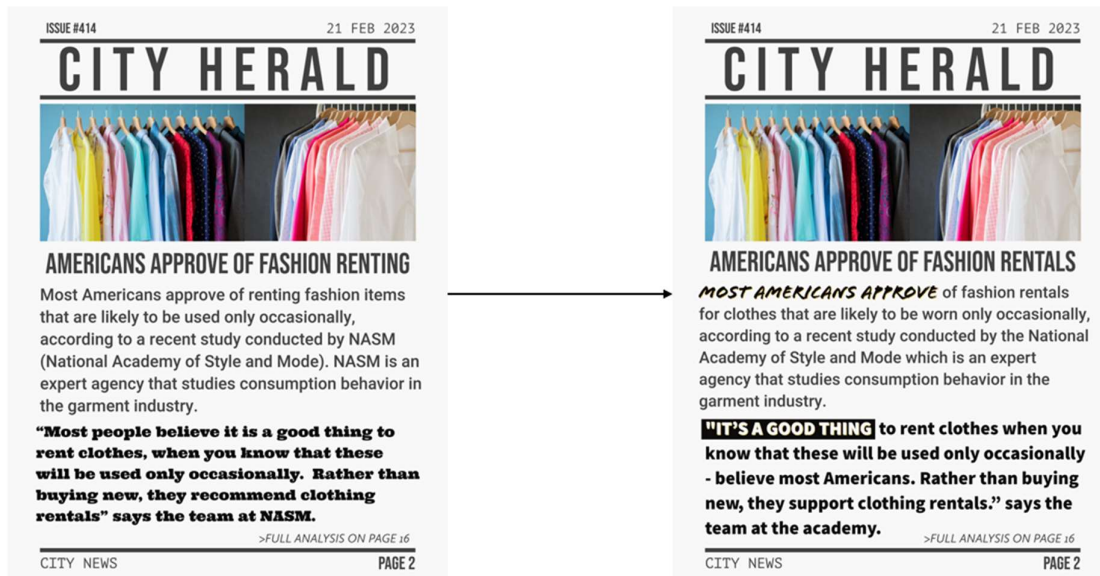 ISSUE #414
21 FEB 2023
CITY HERALD
AMERICANS APPROVE OF FASHION RENTING
Most Americans approve of renting fashion items
that are likely to be used only occasionally,
according to a recent study conducted by NASM
(National Academy of Style and Mode). NASM is an
expert agency that studies consumption behavior in
the garment industry.
“Most people believe it is a good thing to
rent clothes, when you know that these
will be used only occasionally. Rather than
buying new, they recommend clothing
rentals” says the team at NASM.
>FULL ANALYSIS ON PAGE 16
CITY NEWS
PAGE 2
ISSUE #414
21 FEB 2023
CITY HERALD
AMERICANS APPROVE OF FASHION RENTALS
MOST AMERICANS APPROVE of fashion rentals
for clothes that are likely to be worn only occasionally,
according to a recent study conducted by the National
Academy of Style and Mode which is an expert
agency that studies consumption behavior in the
garment industry.
"IT’S A GOOD THING to rent clothes when you
know that these will be used only occasionally
- believe most Americans. Rather than buying
new, they support clothing rentals.” says the
team at the academy.
>FULL ANALYSIS ON PAGE 16
CITY NEWS
PAGE 2